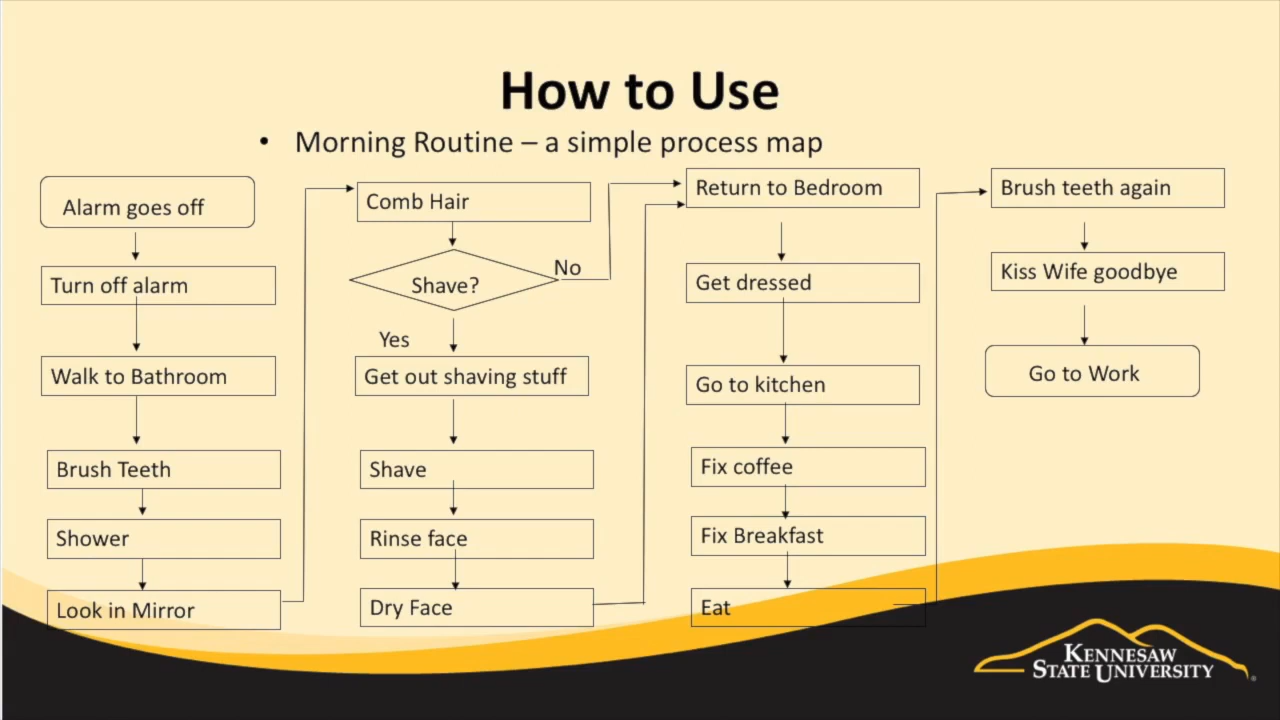 How to Use
• Morning Routine – a simple process map
Alarm goes off
Turn off alarm
Walk to Bathroom
Brush Teeth
Shower
Look in Mirror
Comb Hair
Shave?
No
Yes
Get out shaving stuff
Shave
Rinse face
Dry Face
Return to Bedroom
Get dressed
Go to kitchen
Fix coffee
Fix Breakfast
Eat
Brush teeth again
Kiss Wife goodbye
Go to Work
KENNESAW
STATE UNIVERSITY